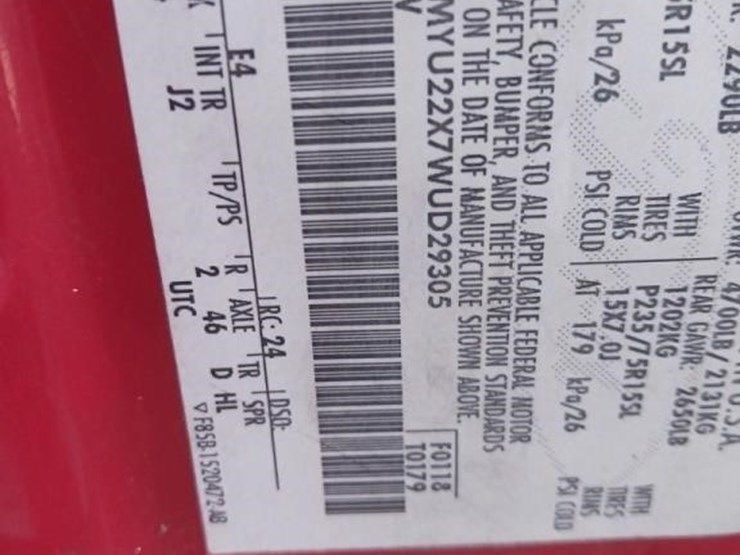 2290LB
GVWR: 4700LB/2131KG
REAR GAWR: 2650LB
1202KG
WITH
TIRES P235/75R15SL
R15SL RIMS 15X7.0J
kPa/26 PSI COLD AT 179 kPa/26 PSI COLD
WITH
TIRES
RIMS
CLE CONFORMS TO ALL APPLICABLE FEDERAL MOTOR
AFETY, BUMPER, AND THEFT PREVENTION STANDARDS
ON THE DATE OF MANUFACTURE SHOWN ABOVE.
MYU22X7WUD29305
F0118
T0179
E4 RC: 24 DSO:
INT TR TP/PS R AXLE TR SPR
J2 2 46 D HL
UTC
▽F85B-1520472-AB